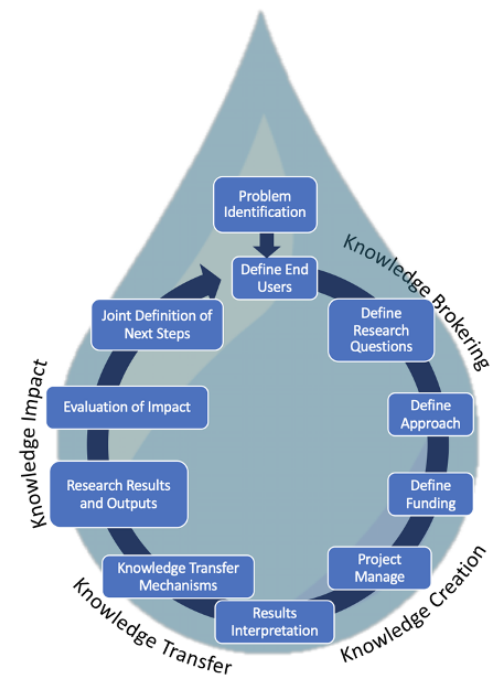 Problem
Identification
Define End
Users
Knowledge Brokering
Define
Research
Questions
Define
Approach
Define
Funding
Project
Manage
Knowledge Creation
Results
Interpretation
Knowledge Transfer
Mechanisms
Knowledge Transfer
Research Results
and Outputs
Evaluation of Impact
Knowledge Impact
Joint Definition of
Next Steps